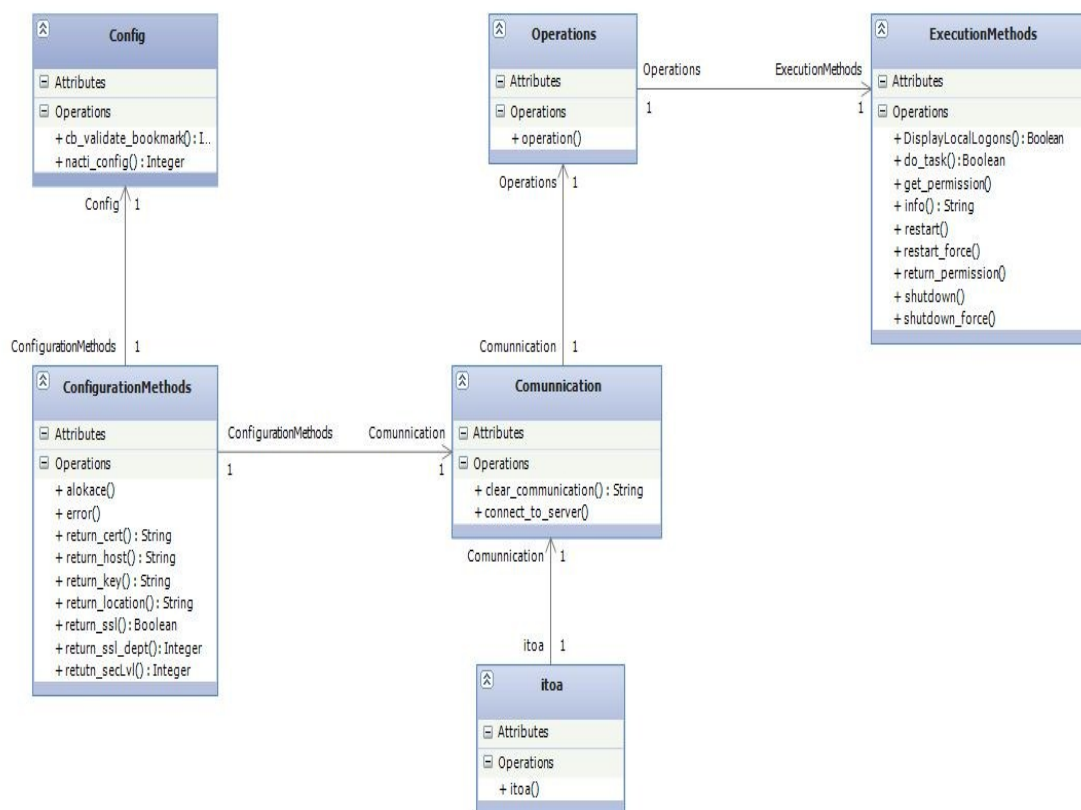 Config
Attributes
Operations
+ cb_validate_bookmark() : I...
+ nacti_config() : Integer
Config 1
ConfigurationMethods 1
ConfigurationMethods
Attributes
Operations
+ alokace()
+ error()
+ return_cert() : String
+ return_host() : String
+ return_key() : String
+ return_location() : String
+ return_ssl() : Boolean
+ return_ssl_dept() : Integer
+ retutn_secLvl() : Integer
ConfigurationMethods Comunnication
1 1
Operations
Attributes
Operations
+ operation()
Operations 1
Comunnication 1
Comunnication
Attributes
Operations
+ clear_communication() : String
+ connect_to_server()
Comunnication 1
itoa 1
itoa
Attributes
Operations
+ itoa()
Operations ExecutionMethods
1 1
ExecutionMethods
Attributes
Operations
+ DisplayLocalLogons() : Boolean
+ do_task() : Boolean
+ get_permission()
+ info() : String
+ restart()
+ restart_force()
+ return_permission()
+ shutdown()
+ shutdown_force()